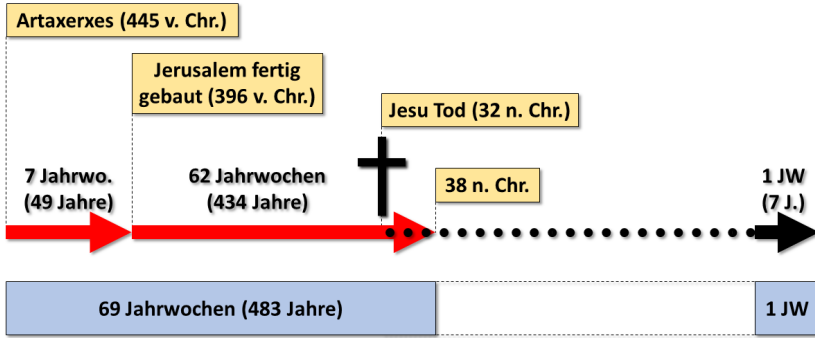 Artaxerxes (445 v. Chr.)
Jerusalem fertig
gebaut (396 v. Chr.)
Jesu Tod (32 n. Chr.)
7 Jahrwo.
(49 Jahre)
62 Jahrwochen
(434 Jahre)
38 n. Chr.
1 JW
(7 J.)
69 Jahrwochen (483 Jahre)
1 JW